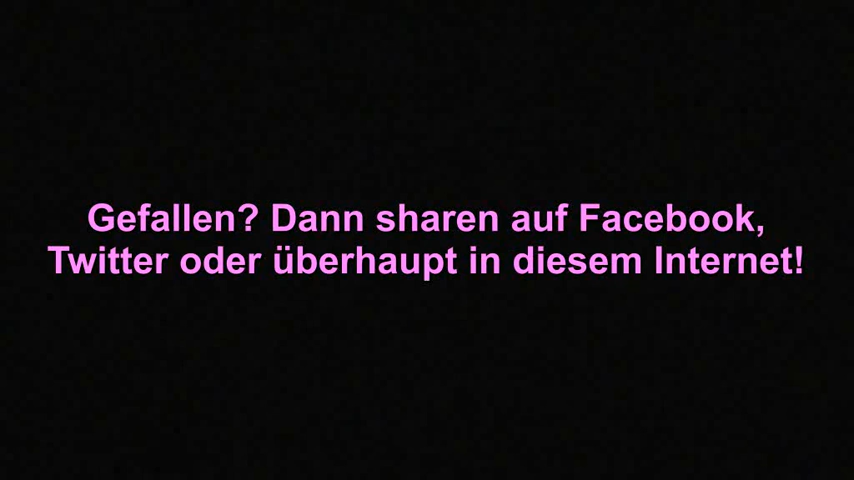 Gefallen? Dann sharen auf Facebook,
Twitter oder überhaupt in diesem Internet!